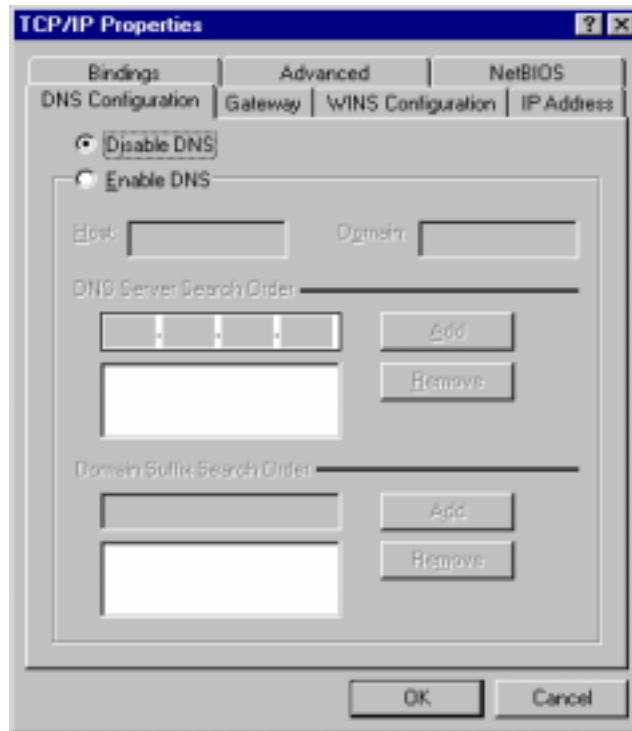 TCP/IP Properties
Bindings Advanced NetBIOS
DNS Configuration Gateway WINS Configuration IP Address
Disable DNS
Enable DNS
Host: Domain:
DNS Server Search Order
. . . Add
Remove
Domain Suffix Search Order
Add
Remove
OK Cancel